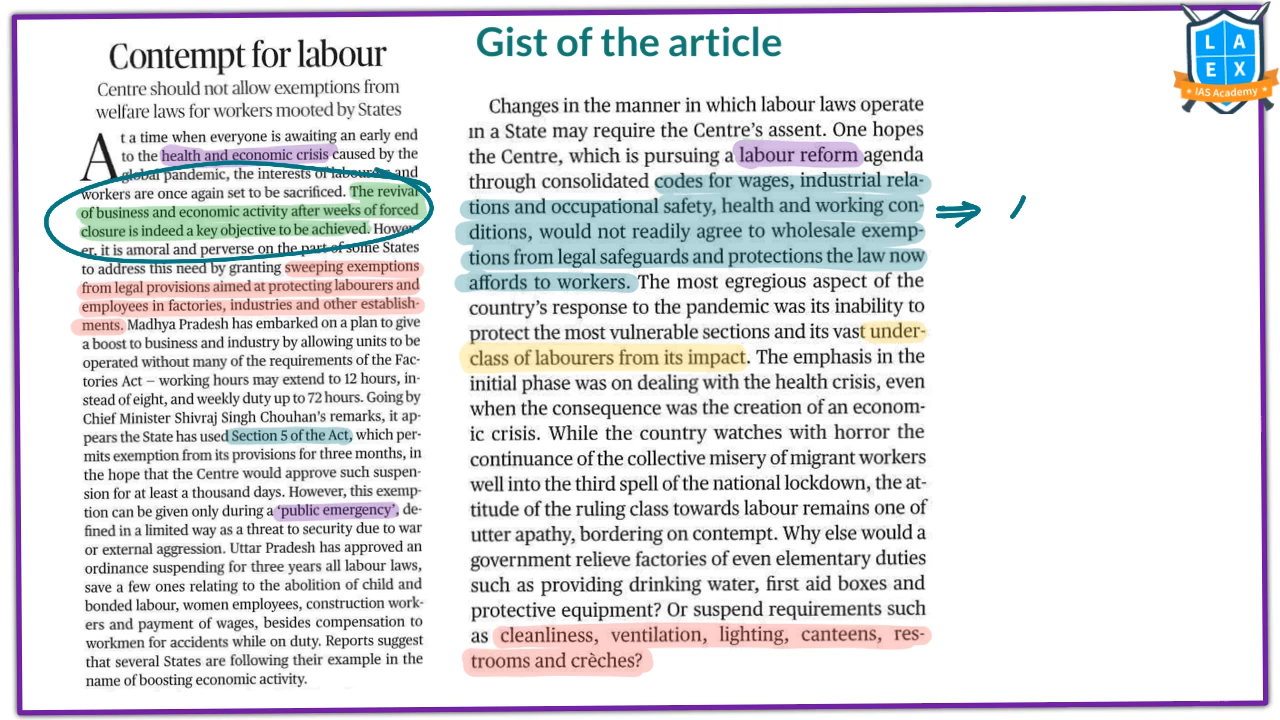 Gist of the article
L A
E X
IAS Academy
Contempt for labour
Centre should not allow exemptions from
welfare laws for workers mooted by States
At a time when everyone is awaiting an early end
to the health and economic crisis caused by the
global pandemic, the interests of labourers and
workers are once again set to be sacrificed. The revival
of business and economic activity after weeks of forced
closure is indeed a key objective to be achieved. Howev-
er, it is amoral and perverse on the part of some States
to address this need by granting sweeping exemptions
from legal provisions aimed at protecting labourers and
employees in factories, industries and other establish-
ments. Madhya Pradesh has embarked on a plan to give
a boost to business and industry by allowing units to be
operated without many of the requirements of the Fac-
tories Act — working hours may extend to 12 hours, in-
stead of eight, and weekly duty up to 72 hours. Going by
Chief Minister Shivraj Singh Chouhan's remarks, it ap-
pears the State has used Section 5 of the Act, which per-
mits exemption from its provisions for three months, in
the hope that the Centre would approve such suspen-
sion for at least a thousand days. However, this exemp-
tion can be given only during a 'public emergency', de-
fined in a limited way as a threat to security due to war
or external aggression. Uttar Pradesh has approved an
ordinance suspending for three years all labour laws,
save a few ones relating to the abolition of child and
bonded labour, women employees, construction work-
ers and payment of wages, besides compensation to
workmen for accidents while on duty. Reports suggest
that several States are following their example in the
name of boosting economic activity.
Changes in the manner in which labour laws operate
in a State may require the Centre's assent. One hopes
the Centre, which is pursuing a labour reform agenda
through consolidated codes for wages, industrial rela-
tions and occupational safety, health and working con-
ditions, would not readily agree to wholesale exemp-
tions from legal safeguards and protections the law now
affords to workers. The most egregious aspect of the
country's response to the pandemic was its inability to
protect the most vulnerable sections and its vast under-
class of labourers from its impact. The emphasis in the
initial phase was on dealing with the health crisis, even
when the consequence was the creation of an econom-
ic crisis. While the country watches with horror the
continuance of the collective misery of migrant workers
well into the third spell of the national lockdown, the at-
titude of the ruling class towards labour remains one of
utter apathy, bordering on contempt. Why else would a
government relieve factories of even elementary duties
such as providing drinking water, first aid boxes and
protective equipment? Or suspend requirements such
as cleanliness, ventilation, lighting, canteens, res-
trooms and crèches?